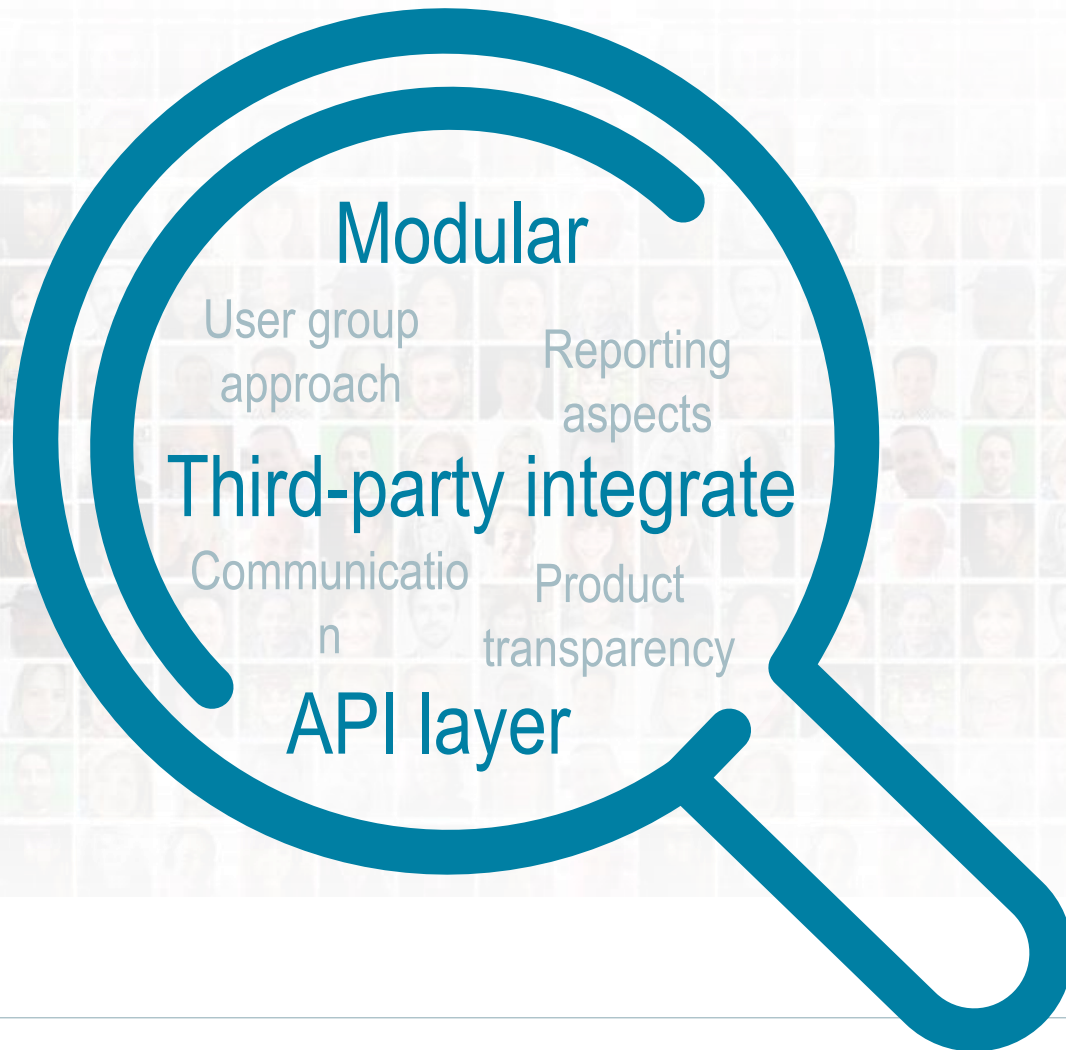 Modular
User group
approach
Reporting
aspects
Third-party integrate
Communicatio
n
Product
transparency
API layer